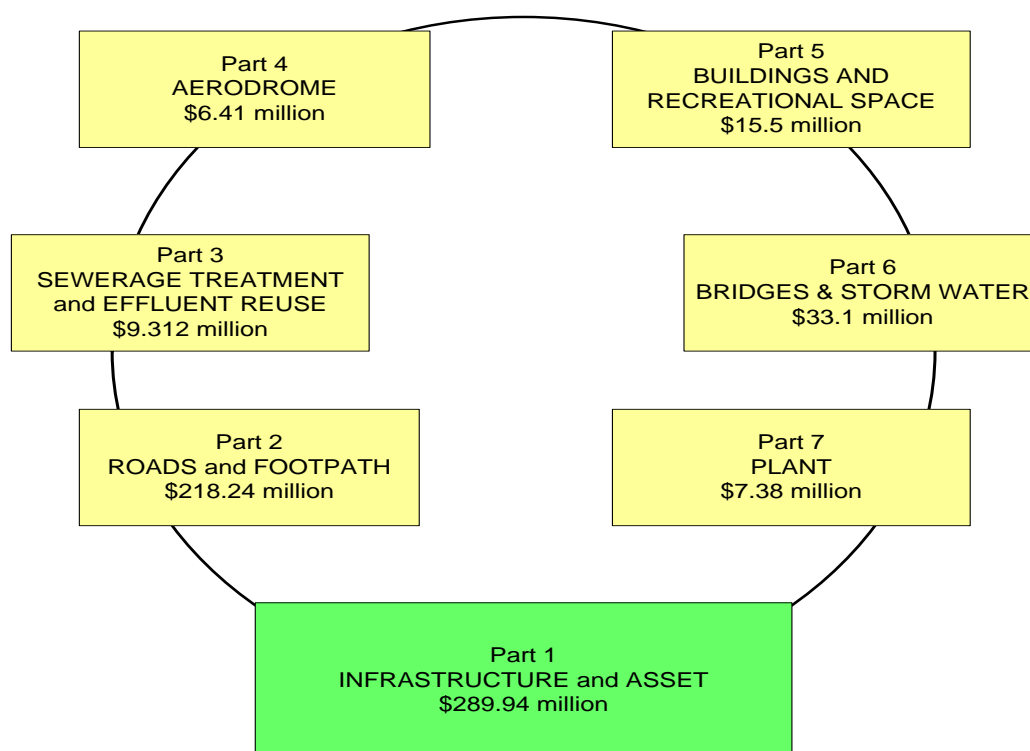 Part 4
AERODROME
$6.41 million
Part 5
BUILDINGS AND
RECREATIONAL SPACE
$15.5 million
Part 3
SEWERAGE TREATMENT
and EFFLUENT REUSE
$9.312 million
Part 6
BRIDGES & STORM WATER
$33.1 million
Part 2
ROADS and FOOTPATH
$218.24 million
Part 7
PLANT
$7.38 million
Part 1
INFRASTRUCTURE and ASSET
$289.94 million